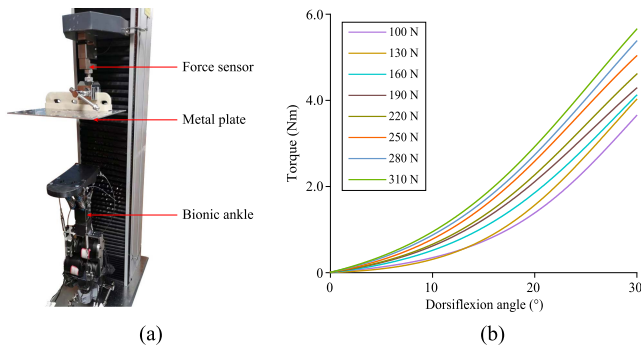 Force sensor
Metal plate
Bionic ankle
(a)
6.0
4.0
2.0
0
0
10
20
30
Torque (Nm)
Dorsiflexion angle (°)
100 N
130 N
160 N
190 N
220 N
250 N
280 N
310 N
(b)